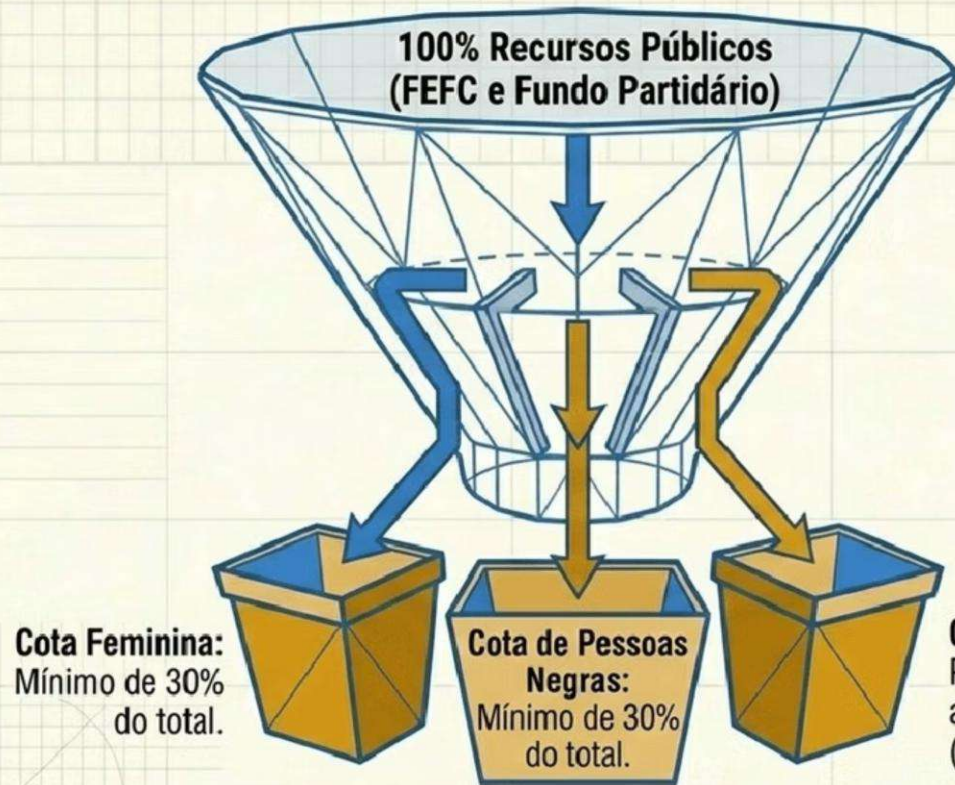 100% Recursos Públicos
(FEFC e Fundo Partidário)
Cota Feminina:
Mínimo de 30%
do total.
Cota de Pessoas
Negras:
Mínimo de 30%
do total.